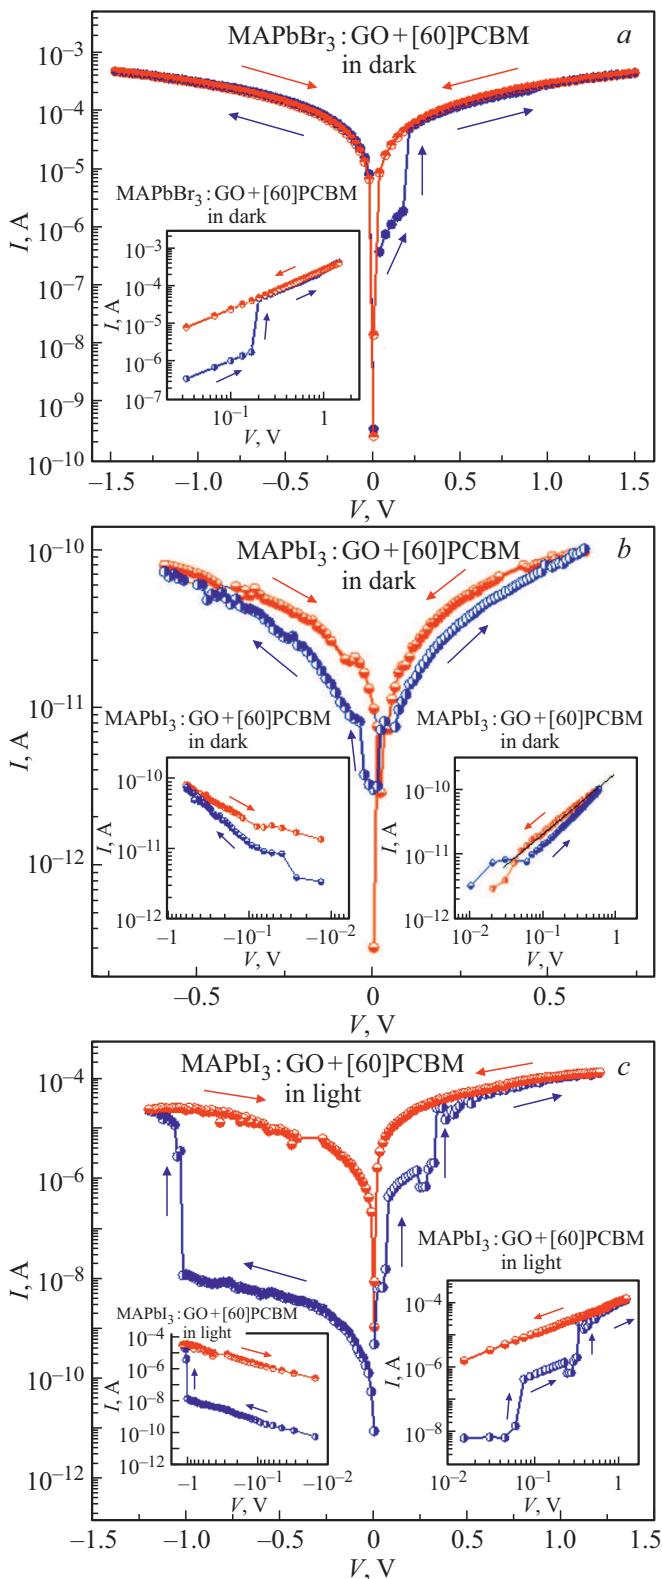 MAPbBr₃ : GO + [60]PCBM
in dark
a
I, A
10⁻³
10⁻⁴
10⁻⁵
10⁻⁶
10⁻⁷
10⁻⁸
10⁻⁹
10⁻¹⁰
MAPbBr₃ : GO + [60]PCBM
in dark
I, A
10⁻³
10⁻⁴
10⁻⁵
10⁻⁶
10⁻⁷
10⁻¹ 1
V, V
−1.5 −1.0 −0.5 0 0.5 1.0 1.5
V, V
MAPbI₃ : GO + [60]PCBM
in dark
b
I, A
10⁻¹⁰
10⁻¹¹
10⁻¹²
MAPbI₃ : GO + [60]PCBM
in dark
I, A
10⁻¹⁰
10⁻¹¹
10⁻¹²
−1 −10⁻¹ −10⁻²
V, V
MAPbI₃ : GO + [60]PCBM
in dark
I, A
10⁻¹⁰
10⁻¹¹
10⁻¹²
10⁻² 10⁻¹ 1
V, V
−0.5 0 0.5
V, V
MAPbI₃ : GO + [60]PCBM
in light
c
I, A
10⁻⁴
10⁻⁶
10⁻⁸
10⁻¹⁰
10⁻¹²
MAPbI₃ : GO + [60]PCBM
in light
I, A
10⁻⁴
10⁻⁶
10⁻⁸
10⁻¹⁰
10⁻¹²
−1 −10⁻¹ −10⁻²
V, V
MAPbI₃ : GO + [60]PCBM
in light
I, A
10⁻⁴
10⁻⁶
10⁻⁸
10⁻² 10⁻¹ 1
V, V
−1.5 −1.0 −0.5 0 0.5 1.0 1.5
V, V